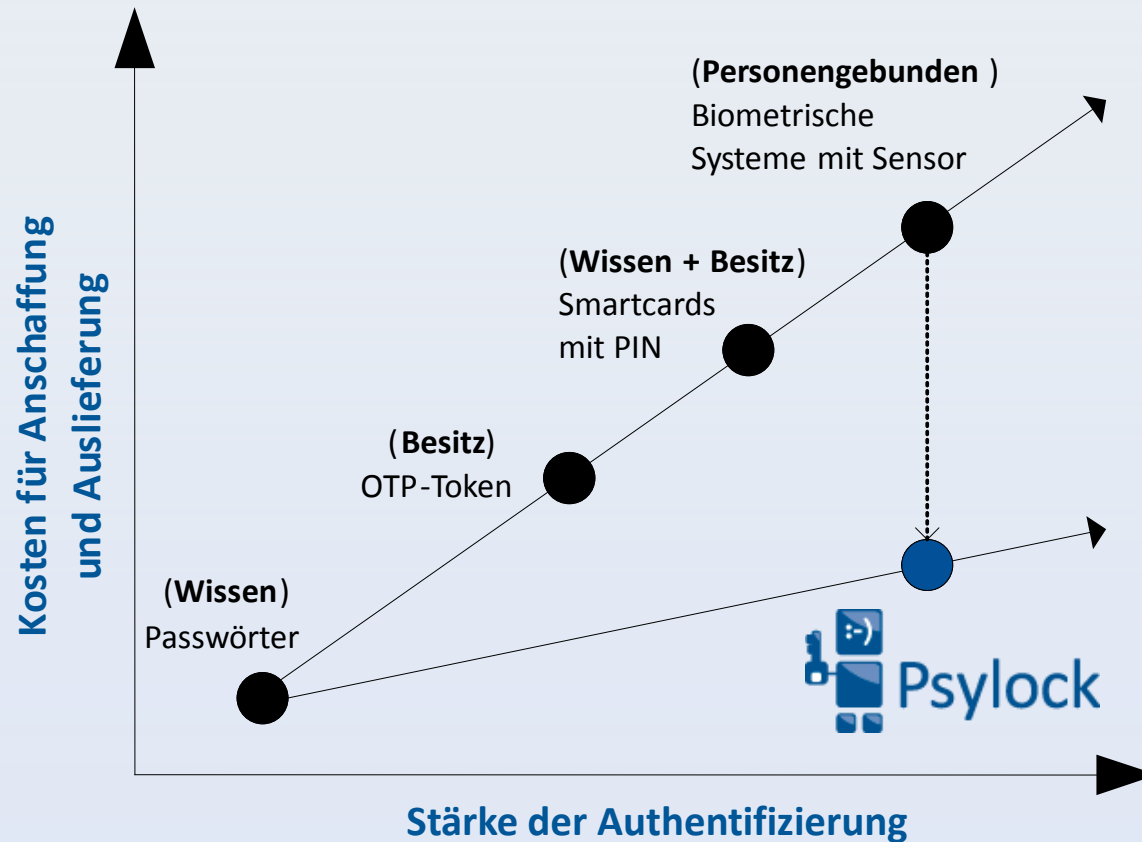 Kosten für Anschaffung
und Auslieferung
(Personengebunden )
Biometrische
Systeme mit Sensor
(Wissen + Besitz)
Smartcards
mit PIN
(Besitz)
OTP-Token
(Wissen)
Passwörter
:-)
Psylock
Stärke der Authentifizierung